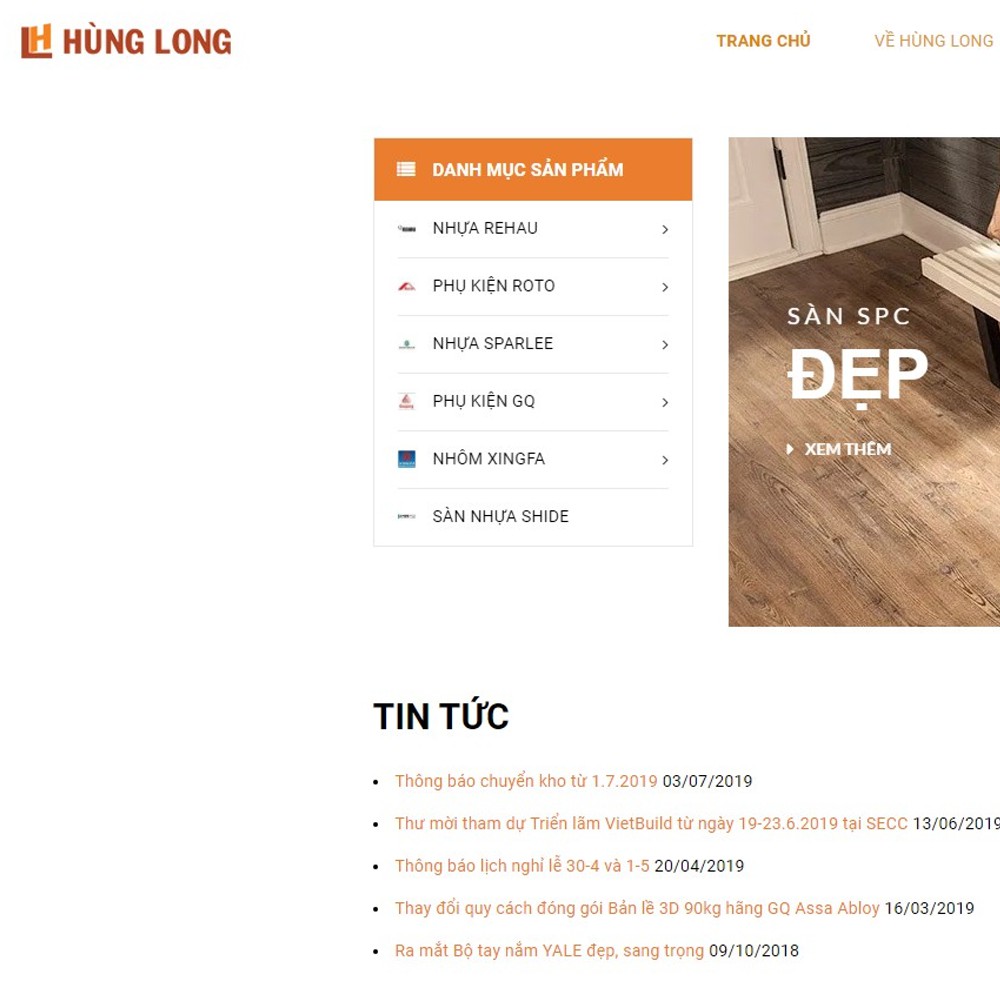 HÙNG LONG
TRANG CHỦ
VỀ HÙNG LONG
DANH MỤC SẢN PHẨM
NHỰA REHAU
PHỤ KIỆN ROTO
NHỰA SPARLEE
PHỤ KIỆN GQ
NHÔM XINGFA
SÀN NHỰA SHIDE
SÀN SPC
ĐẸP
XEM THÊM
TIN TỨC
Thông báo chuyển kho từ 1.7.2019 03/07/2019
Thư mời tham dự Triển lãm VietBuild từ ngày 19-23.6.2019 tại SECC 13/06/2019
Thông báo lịch nghỉ lễ 30-4 và 1-5 20/04/2019
Thay đổi quy cách đóng gói Bản lề 3D 90kg hãng GQ Assa Abloy 16/03/2019
Ra mắt Bộ tay nắm YALE đẹp, sang trọng 09/10/2018